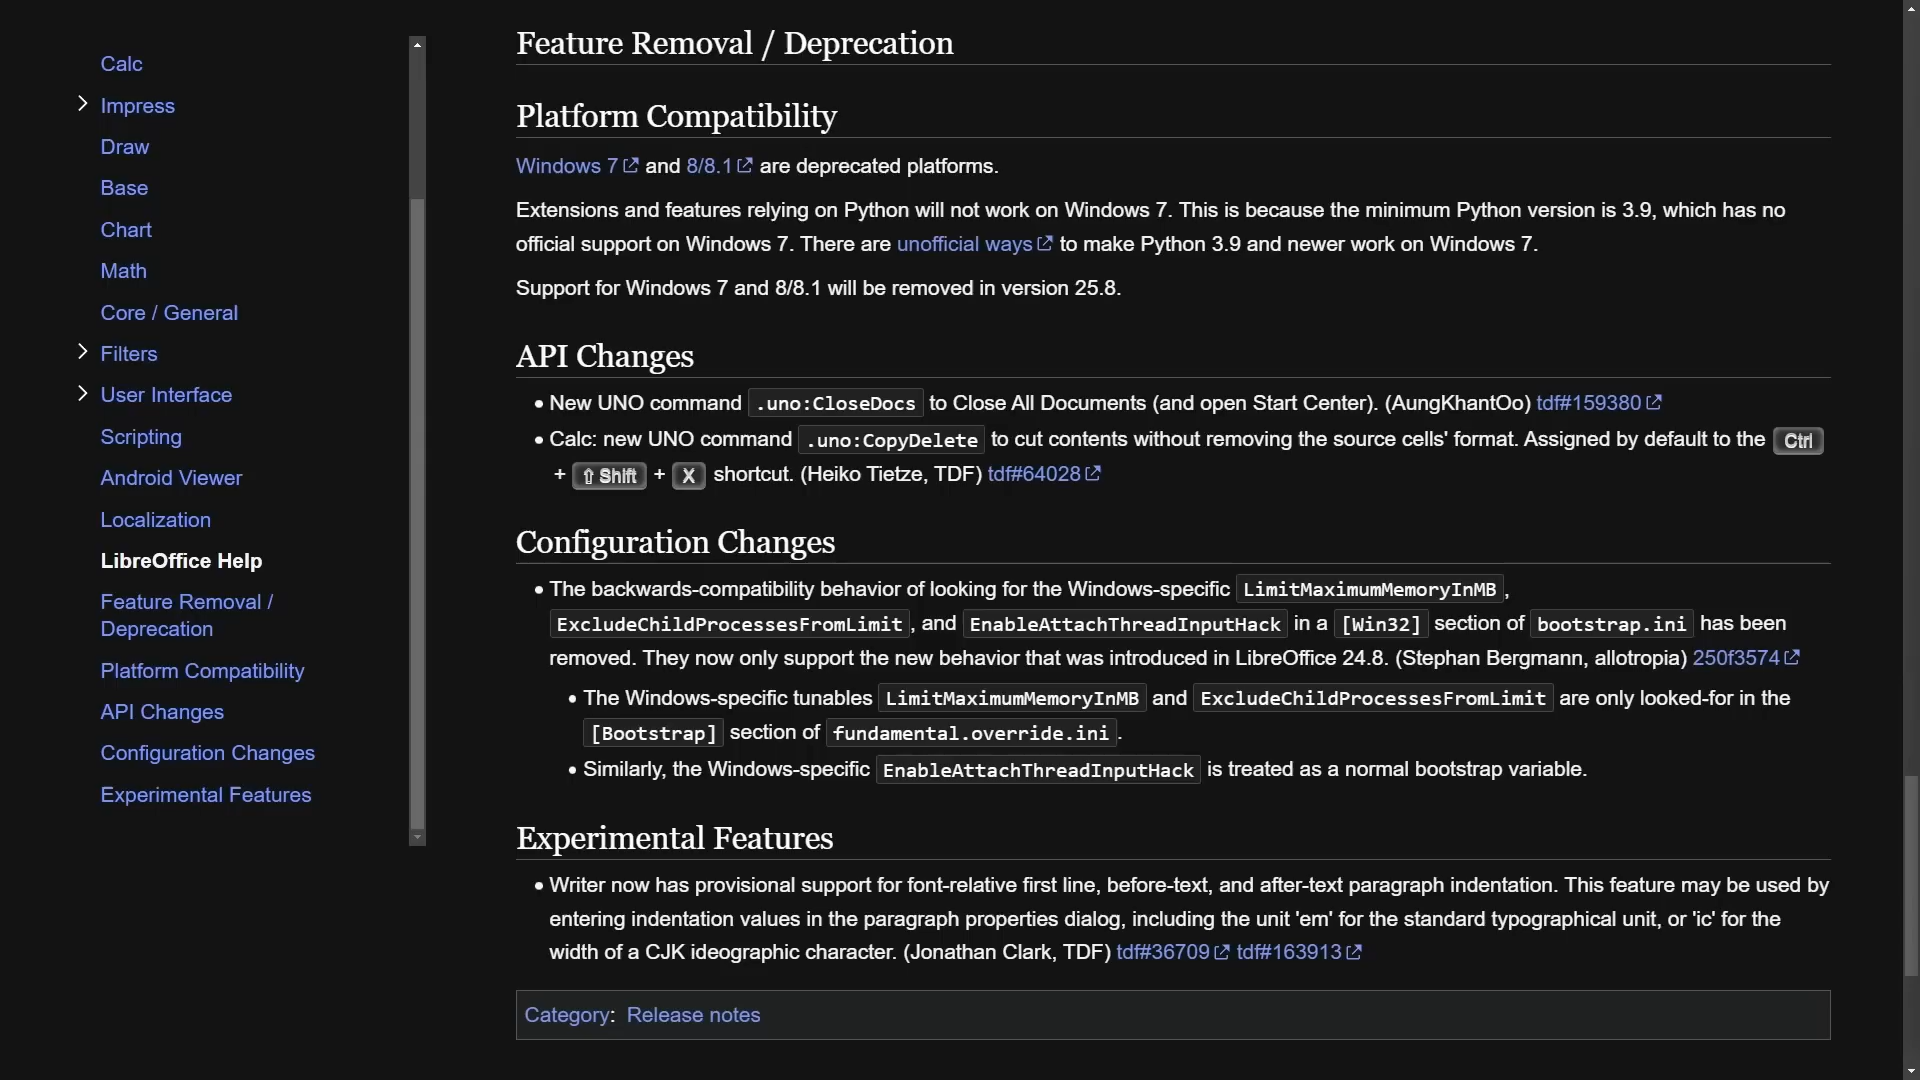 Calc
Impress
Draw
Base
Chart
Math
Core / General
Filters
User Interface
Scripting
Android Viewer
Localization
LibreOffice Help
Feature Removal /
Deprecation
Platform Compatibility
API Changes
Configuration Changes
Experimental Features
Feature Removal / Deprecation
Platform Compatibility
Windows 7 and 8/8.1 are deprecated platforms.
Extensions and features relying on Python will not work on Windows 7. This is because the minimum Python version is 3.9, which has no
official support on Windows 7. There are unofficial ways to make Python 3.9 and newer work on Windows 7.
Support for Windows 7 and 8/8.1 will be removed in version 25.8.
API Changes
• New UNO command .uno:CloseDocs to Close All Documents (and open Start Center). (AungKhantOo) tdf#159380
• Calc: new UNO command .uno:CopyDelete to cut contents without removing the source cells' format. Assigned by default to the Ctrl
+ ⇧ Shift + X shortcut. (Heiko Tietze, TDF) tdf#64028
Configuration Changes
• The backwards-compatibility behavior of looking for the Windows-specific LimitMaximumMemoryInMB,
ExcludeChildProcessesFromLimit, and EnableAttachThreadInputHack in a [Win32] section of bootstrap.ini has been
removed. They now only support the new behavior that was introduced in LibreOffice 24.8. (Stephan Bergmann, allotropia) 250f3574
• The Windows-specific tunables LimitMaximumMemoryInMB and ExcludeChildProcessesFromLimit are only looked-for in the
[Bootstrap] section of fundamental.override.ini.
• Similarly, the Windows-specific EnableAttachThreadInputHack is treated as a normal bootstrap variable.
Experimental Features
• Writer now has provisional support for font-relative first line, before-text, and after-text paragraph indentation. This feature may be used by
entering indentation values in the paragraph properties dialog, including the unit 'em' for the standard typographical unit, or 'ic' for the
width of a CJK ideographic character. (Jonathan Clark, TDF) tdf#36709 tdf#163913
Category: Release notes